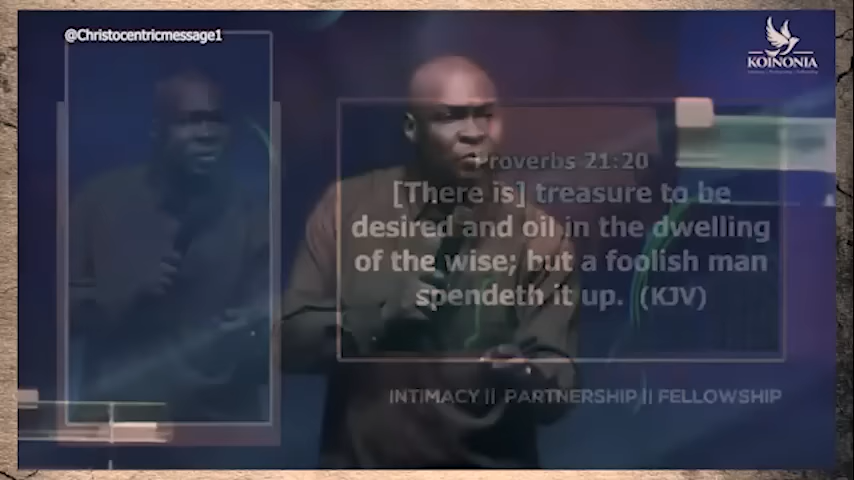 @Christocentricmessage1
KOINONIA
Proverbs 21:20
[There is] treasure to be
desired and oil in the dwelling
of the wise; but a foolish man
spendeth it up. (KJV)
INTIMACY || PARTNERSHIP || FELLOWSHIP